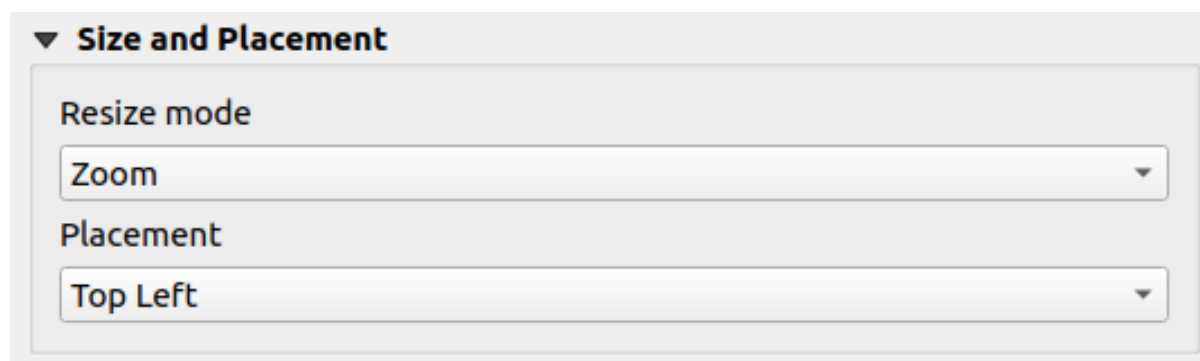 Size and Placement
Resize mode
Zoom
Placement
Top Left